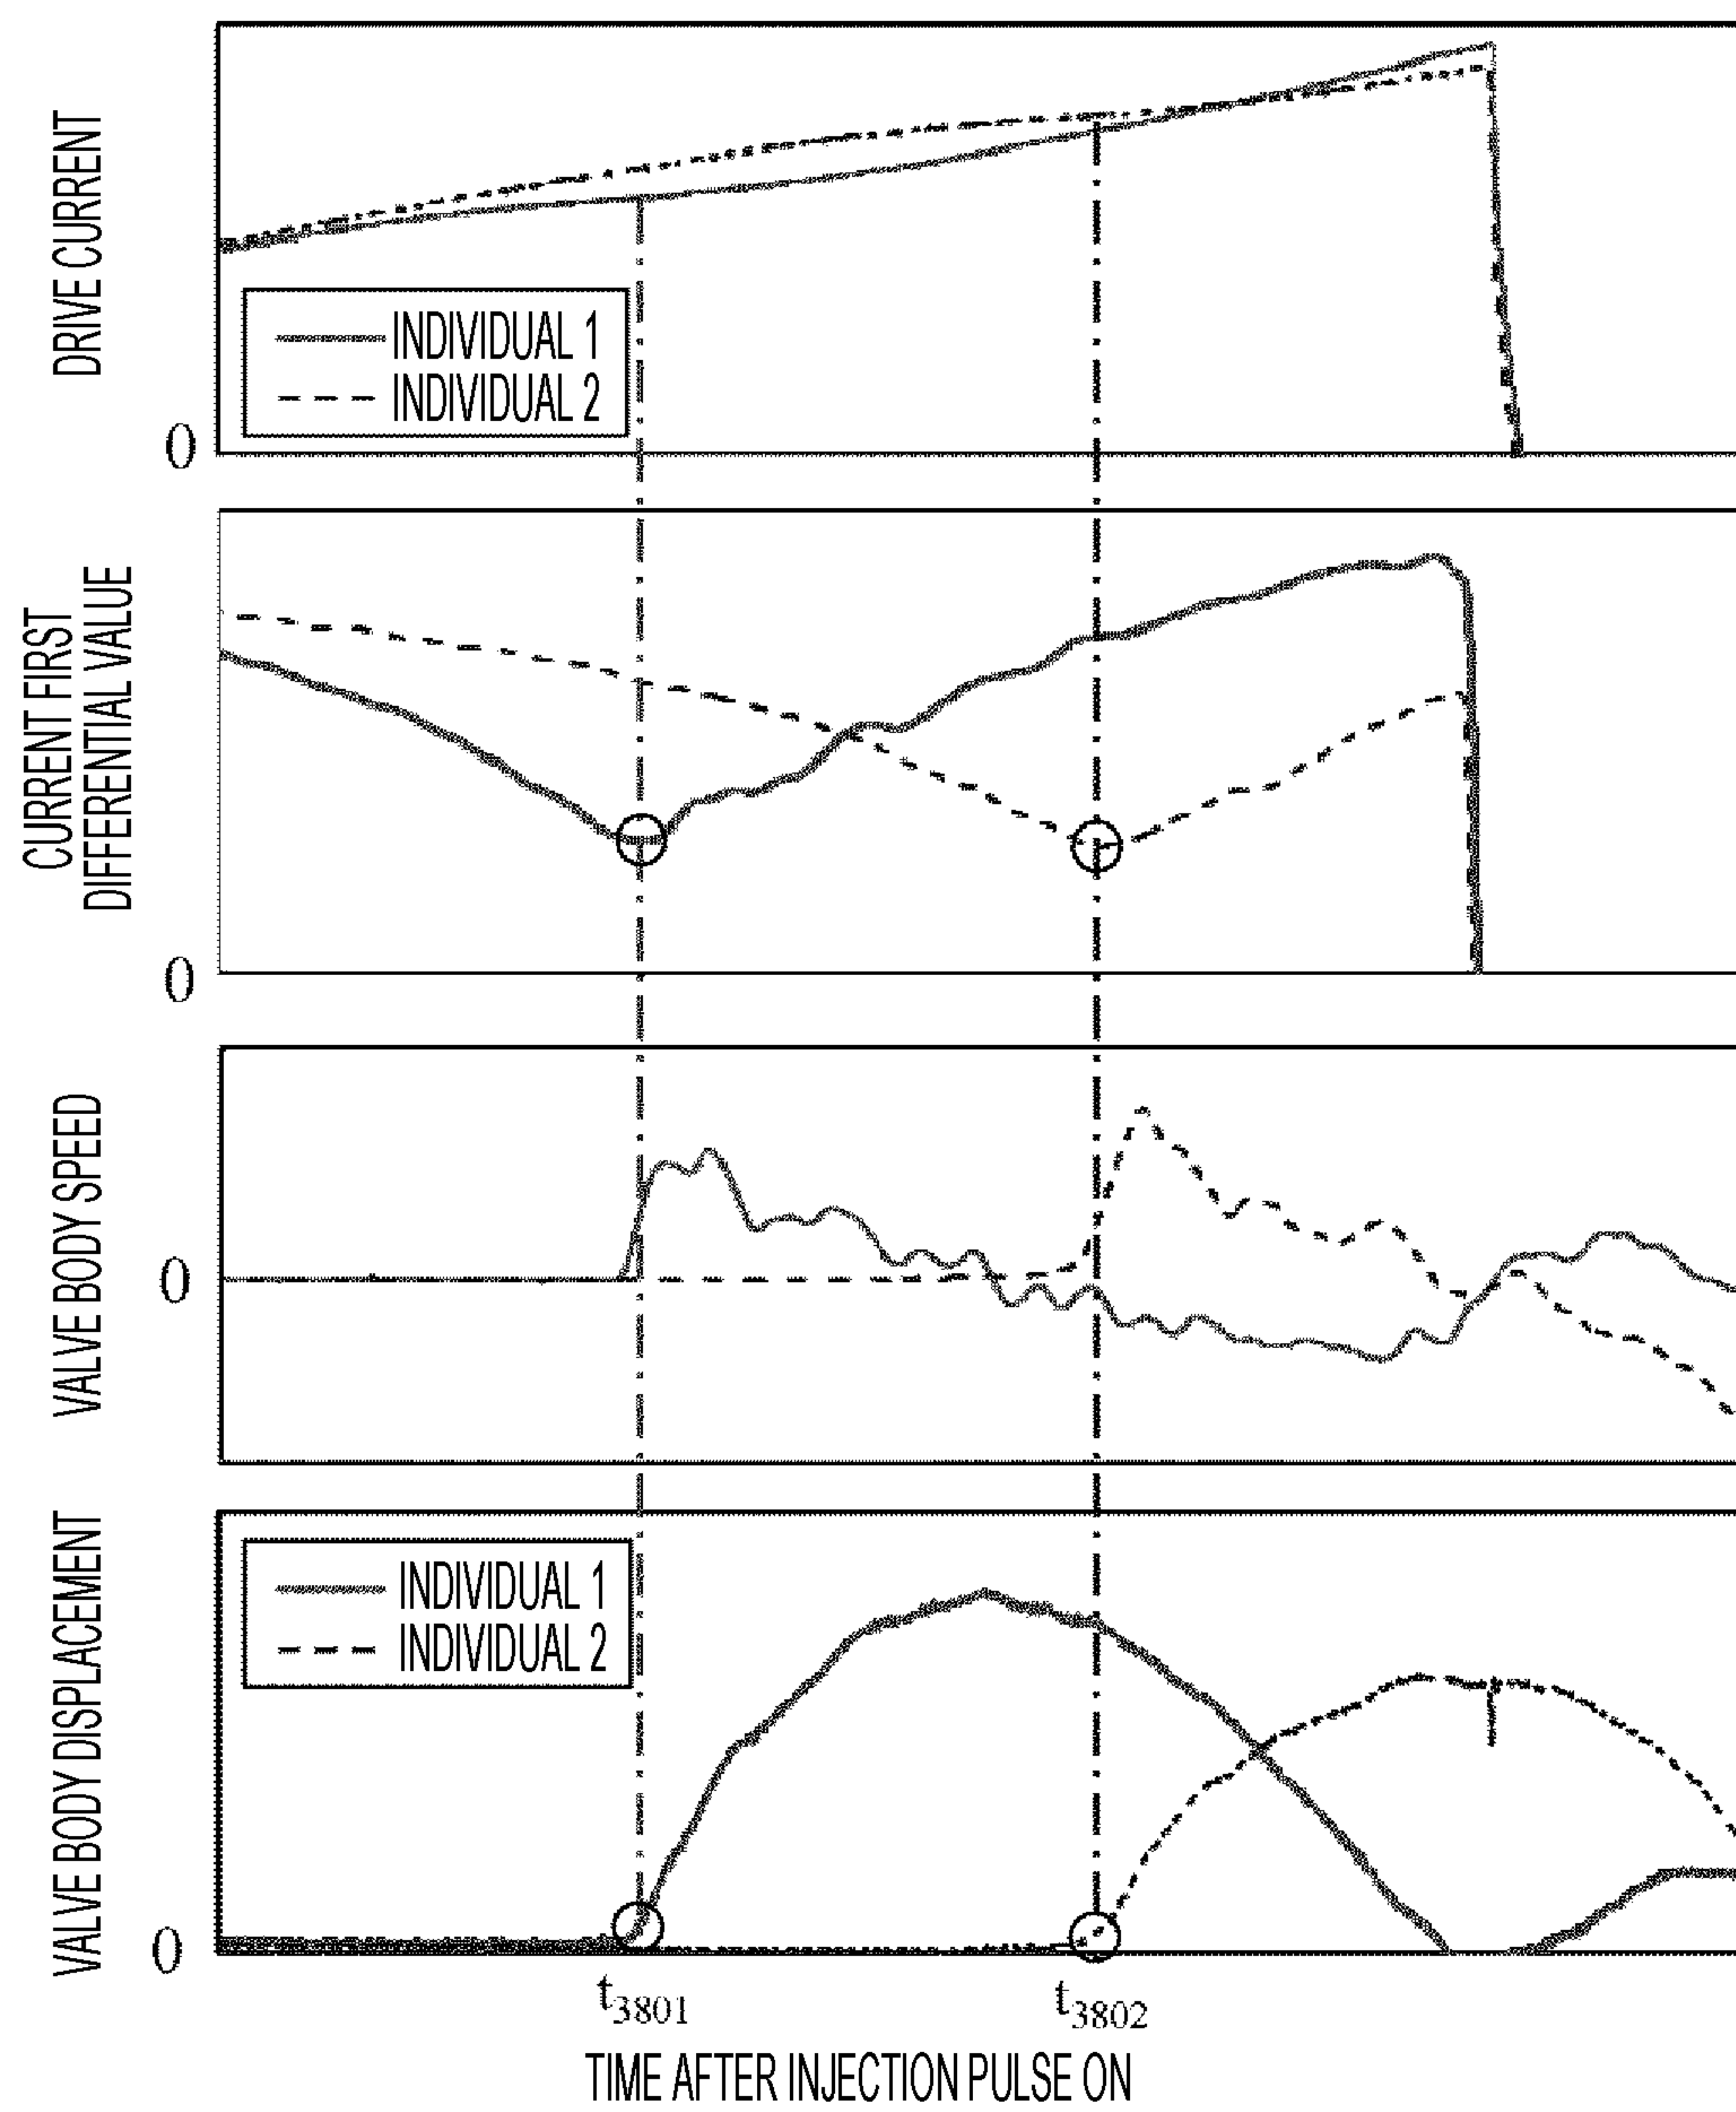 DRIVE CURRENT
INDIVIDUAL 1
INDIVIDUAL 2
0
CURRENT FIRST
DIFFERENTIAL VALUE
0
VALVE BODY SPEED
0
VALVE BODY DISPLACEMENT
INDIVIDUAL 1
INDIVIDUAL 2
0
t3801
t3802
TIME AFTER INJECTION PULSE ON